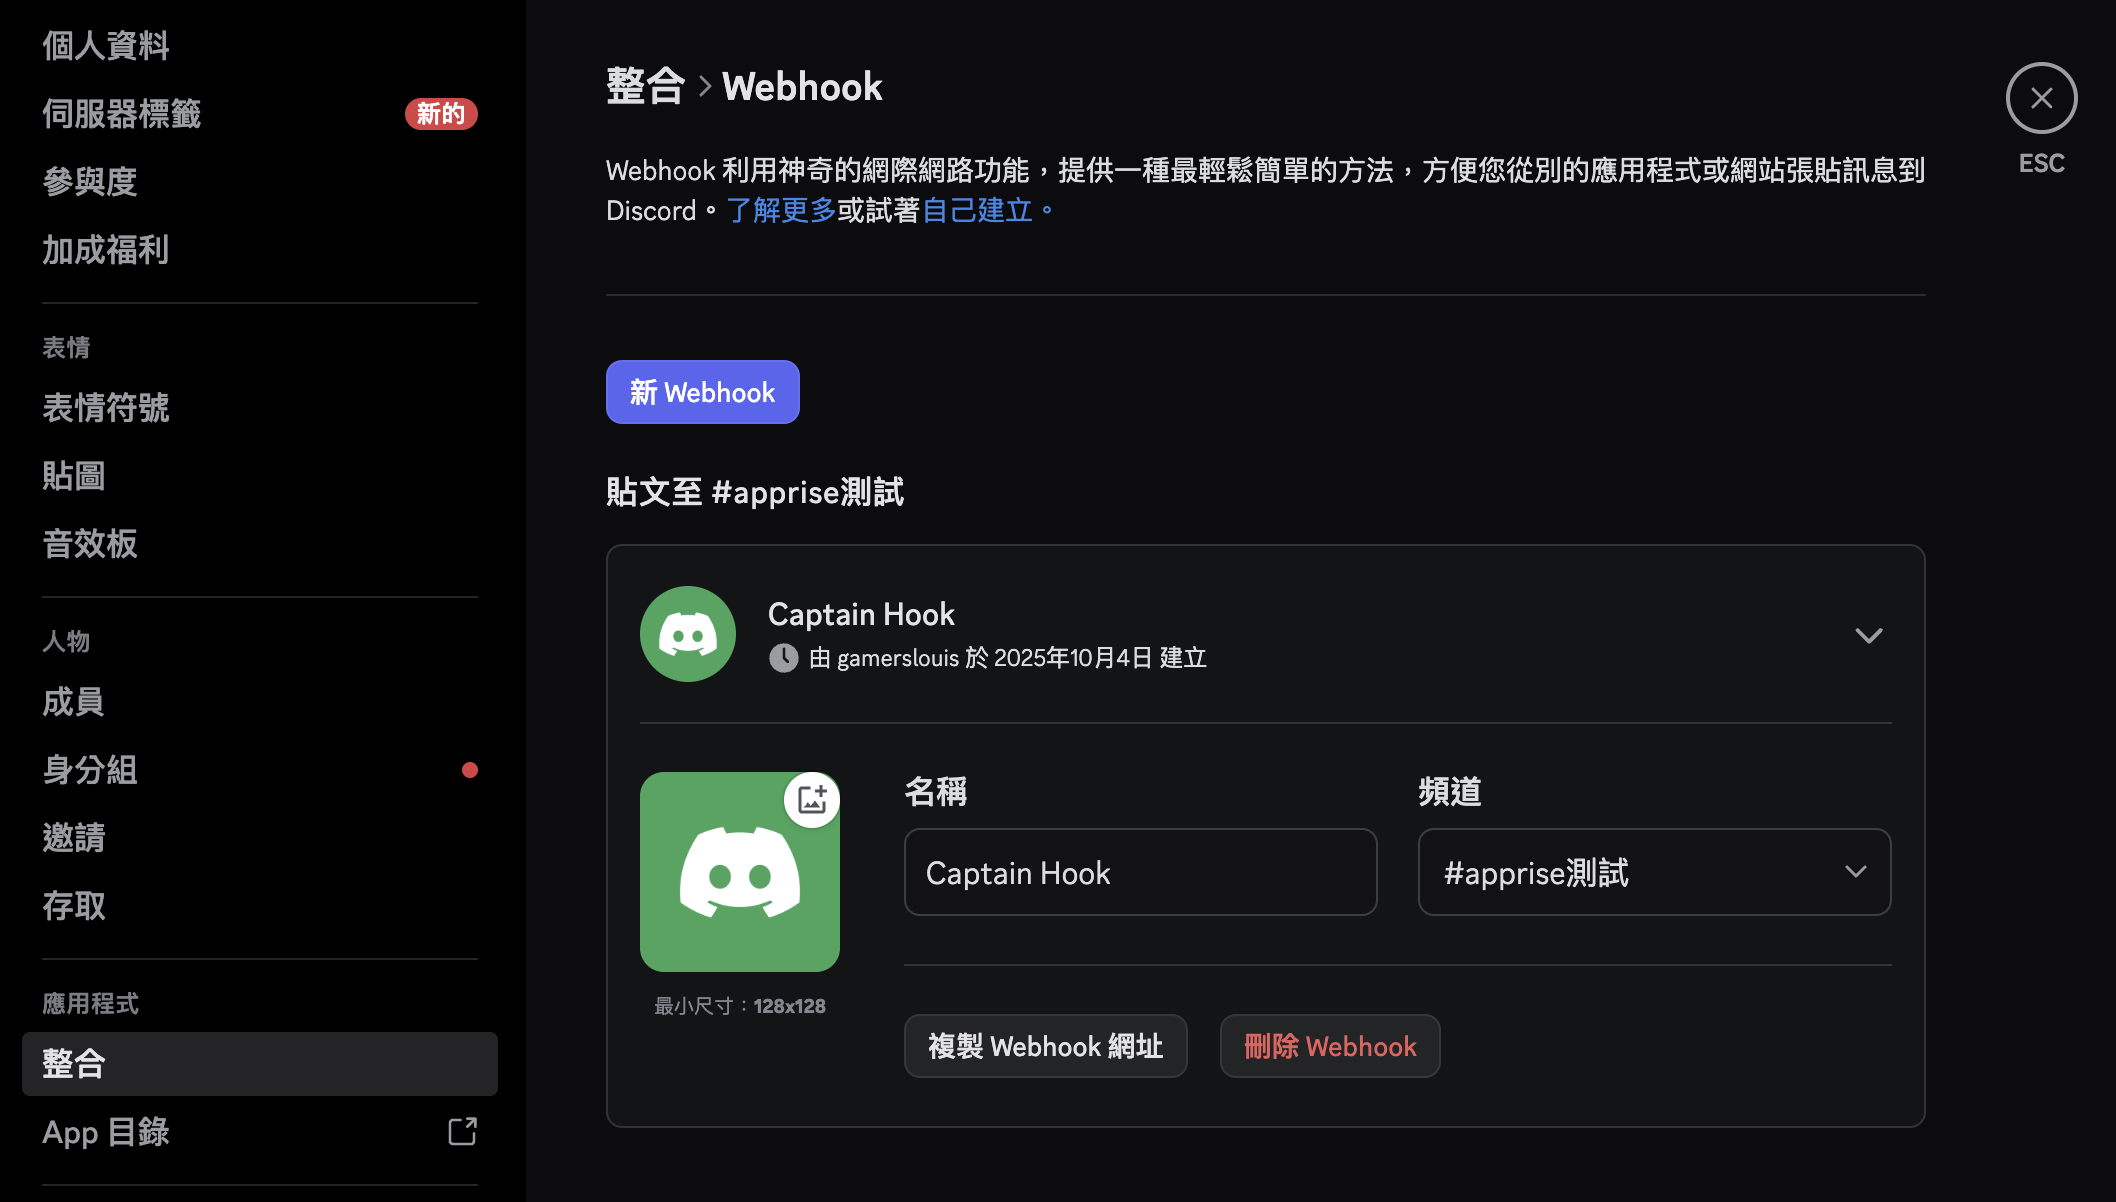 個人資料
伺服器標籤
新的
參與度
加成福利
表情
表情符號
貼圖
音效板
人物
成員
身分組
邀請
存取
應用程式
整合
App 目錄
整合 > Webhook
ESC
Webhook 利用神奇的網際網路功能，提供一種最輕鬆簡單的方法，方便您從別的應用程式或網站張貼訊息到
Discord。了解更多或試著自己建立。
新 Webhook
貼文至 #apprise測試
Captain Hook
由 gamerslouis 於 2025年10月4日 建立
名稱
頻道
Captain Hook
#apprise測試
最小尺寸：128x128
複製 Webhook 網址
刪除 Webhook